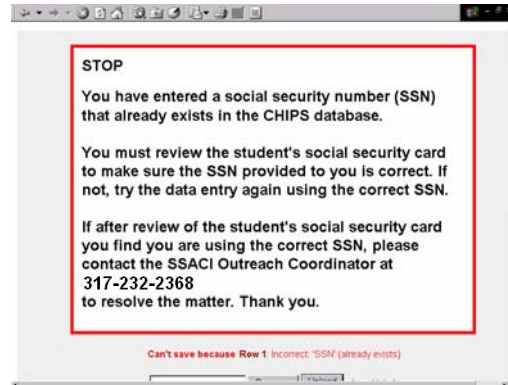 STOP
You have entered a social security number (SSN)
that already exists in the CHIPS database.
You must review the student's social security card
to make sure the SSN provided to you is correct. If
not, try the data entry again using the correct SSN.
If after review of the student's social security card
you find you are using the correct SSN, please
contact the SSACI Outreach Coordinator at
317-232-2368
to resolve the matter. Thank you.
Can't save because Row 1: Incorrect: 'SSN' (already exists)